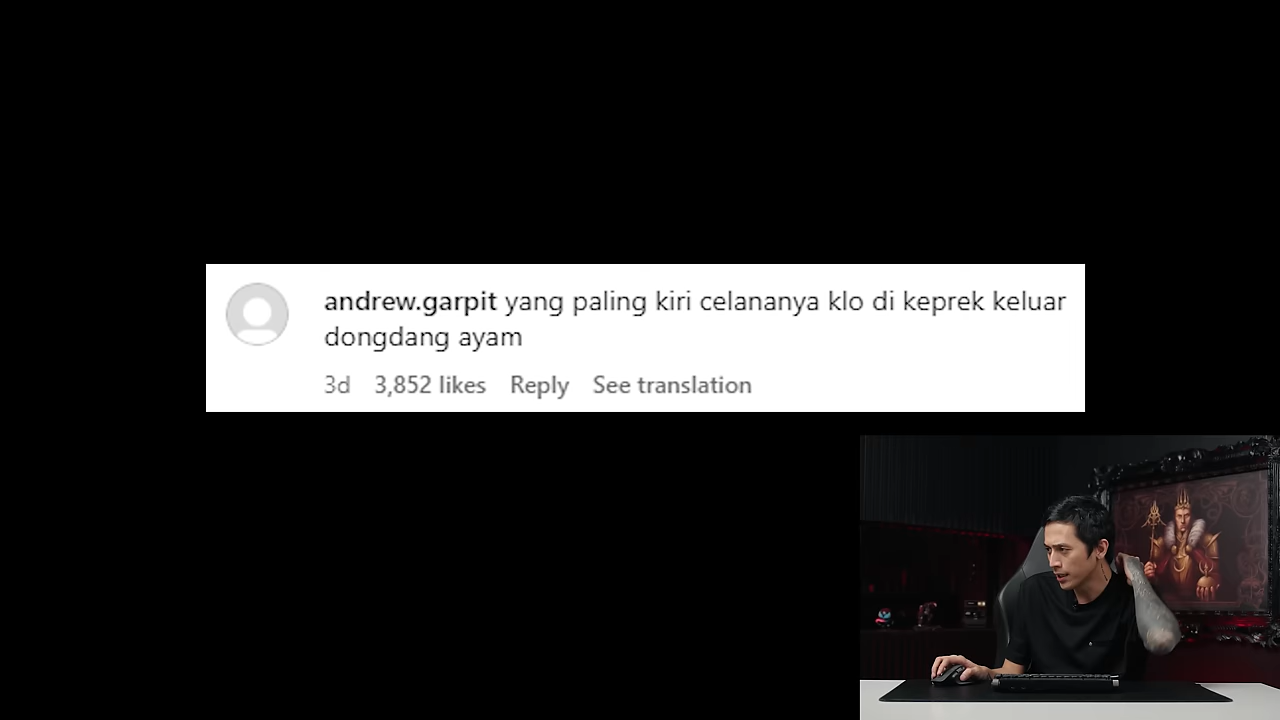 andrew.garpit yang paling kiri celananya klo di keprek keluar
dongdang ayam
3d 3,852 likes Reply See translation